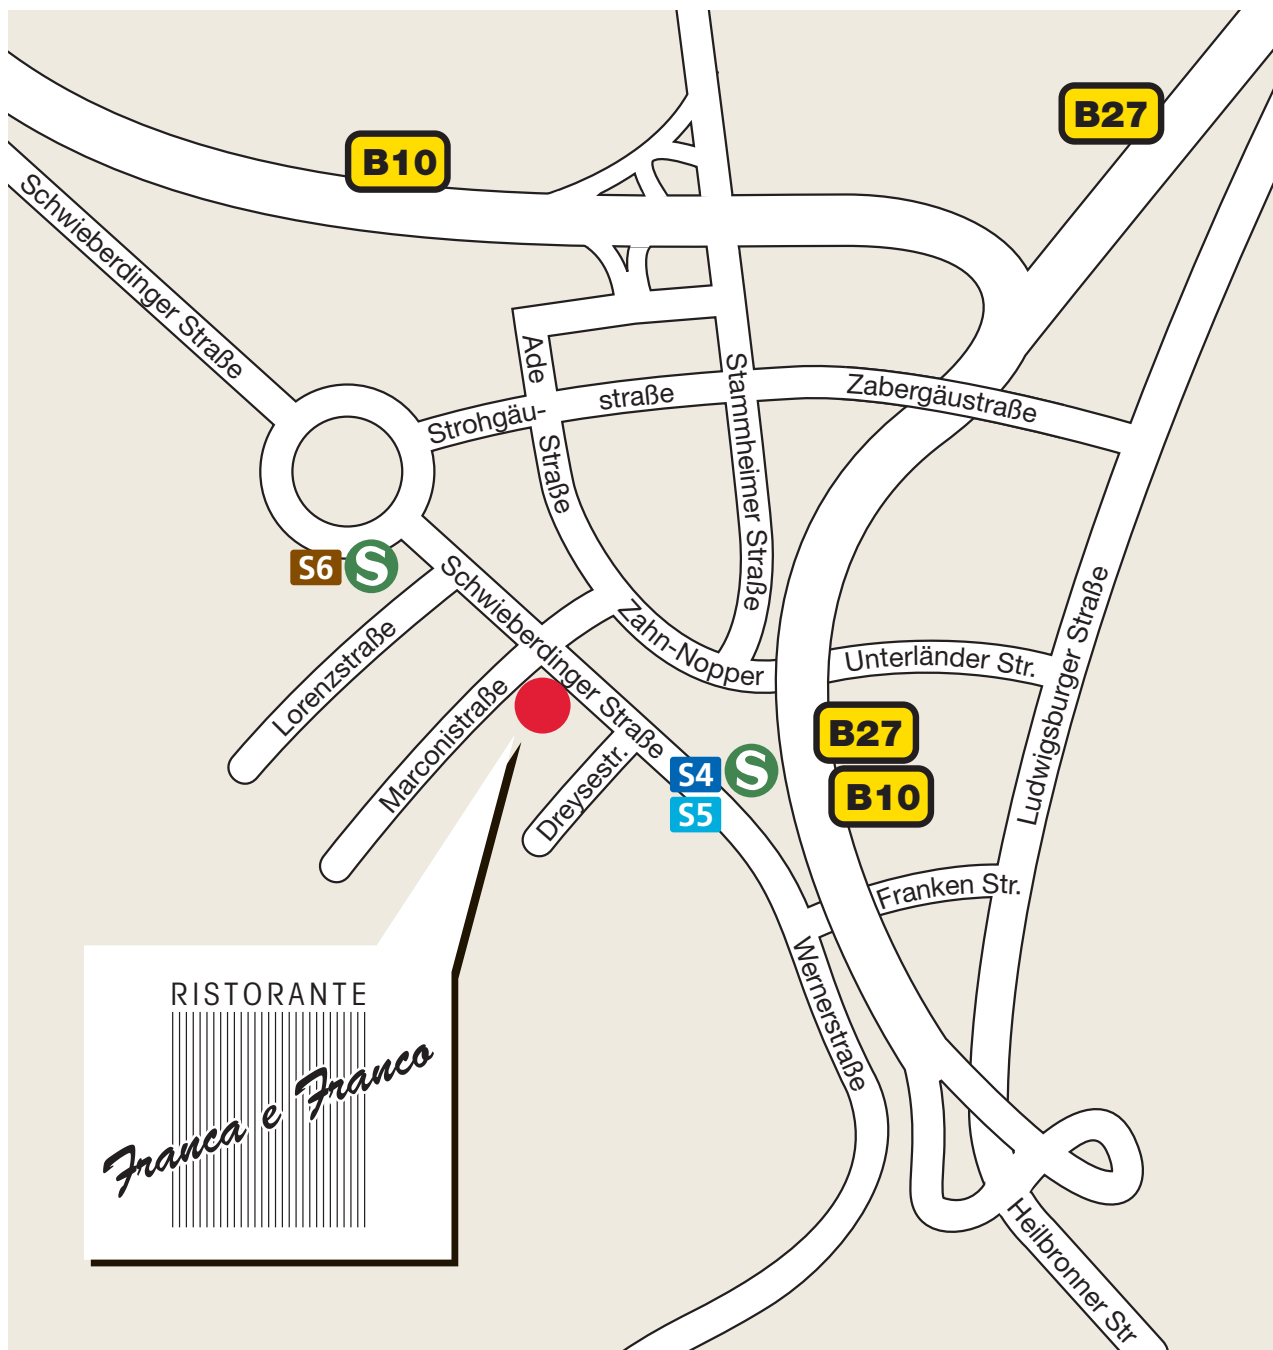 B27
B10
Schwieberdinger Straße
Ade
Straße
Strohgäu-
straße
Stammheimer Straße
Zabergäustraße
S6
S
Schwieberdinger Straße
Lorenzstraße
Marconistraße
Dreysestr.
Zahn-Nopper
Unterländer Str.
Ludwigsburger Straße
B27
B10
S4
S
S5
Franken Str.
Wernerstraße
Heilbronner Str
RISTORANTE
Franca e Franco